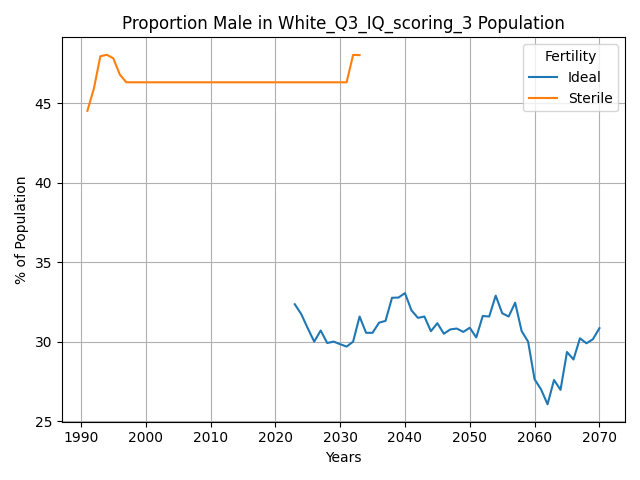 Proportion Male in White_Q3_IQ_scoring_3 Population
Fertility
Ideal
Sterile
% of Population
45
40
35
30
25
1990 2000 2010 2020 2030 2040 2050 2060 2070
Years